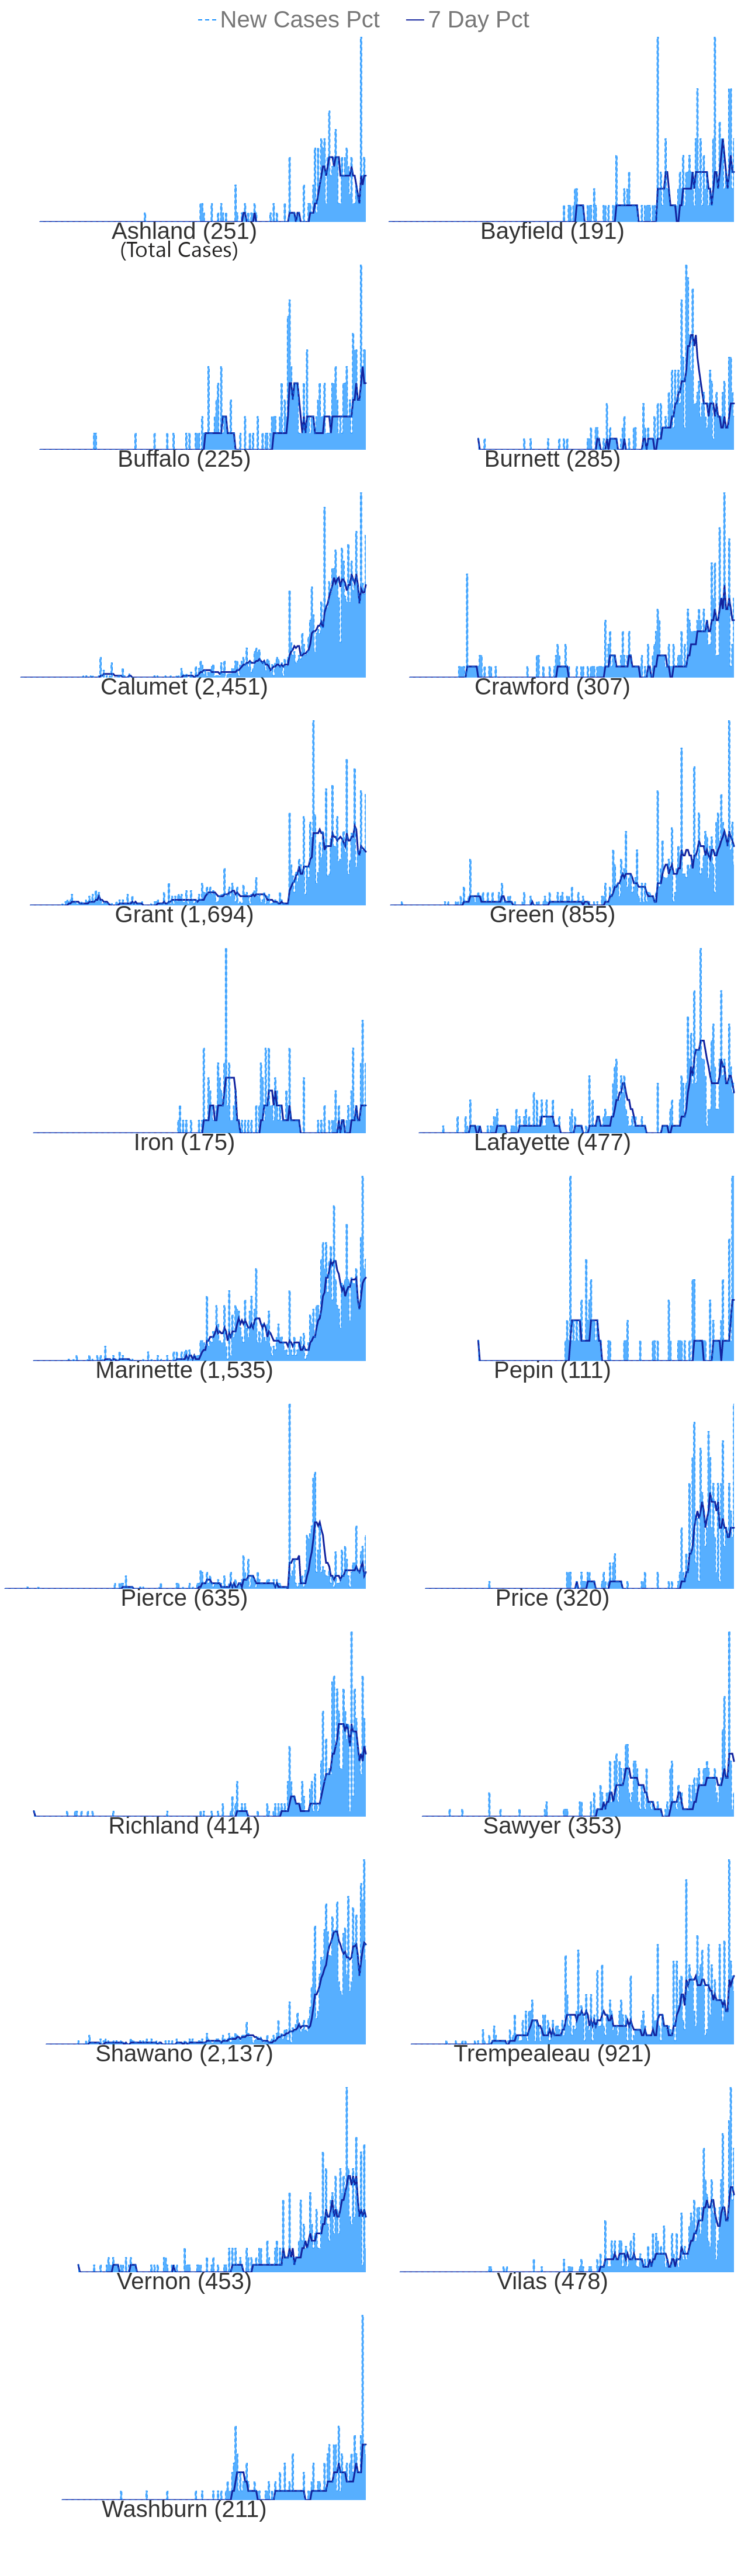 New Cases Pct 7 Day Pct
Ashland (251) Bayfield (191)
(Total Cases)
Buffalo (225) Burnett (285)
Calumet (2,451) Crawford (307)
Grant (1,694) Green (855)
Iron (175) Lafayette (477)
Marinette (1,535) Pepin (111)
Pierce (635) Price (320)
Richland (414) Sawyer (353)
Shawano (2,137) Trempealeau (921)
Vernon (453) Vilas (478)
Washburn (211)